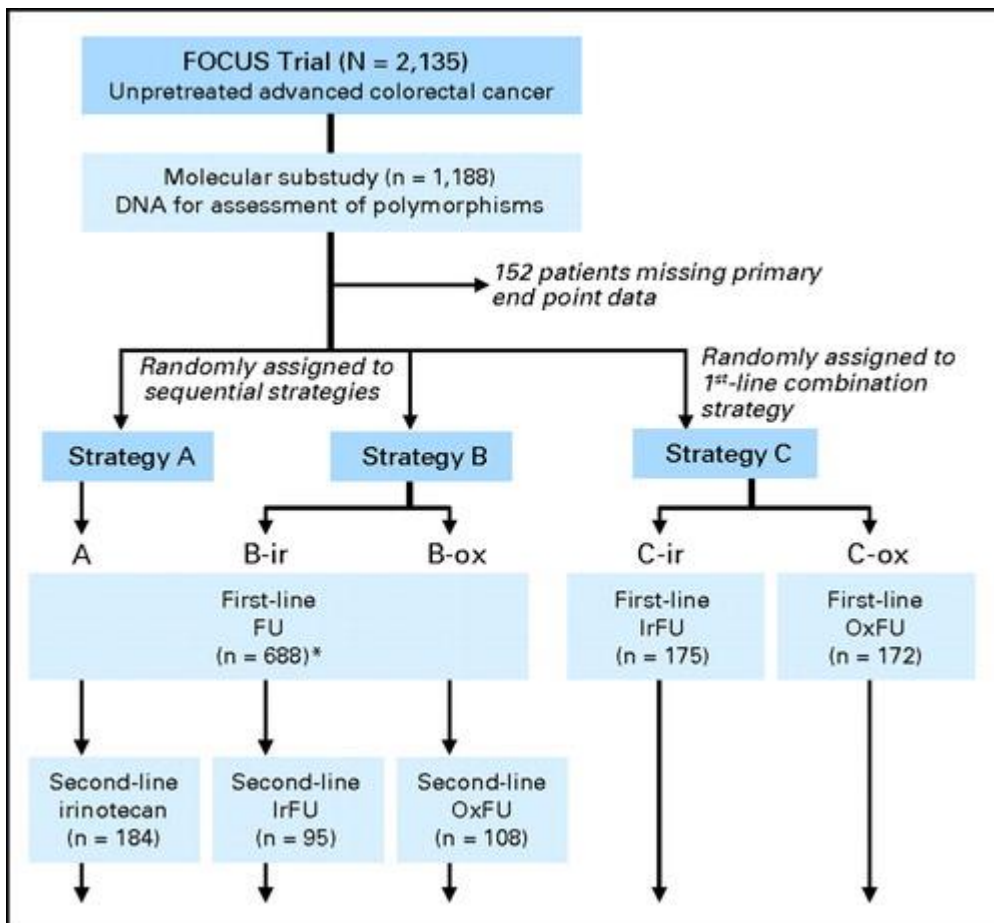 FOCUS Trial (N = 2,135)
Unpretreated advanced colorectal cancer
Molecular substudy (n = 1,188)
DNA for assessment of polymorphisms
152 patients missing primary
end point data
Randomly assigned to
sequential strategies
Randomly assigned to
1st-line combination
strategy
Strategy A
Strategy B
Strategy C
A
B-ir
B-ox
C-ir
C-ox
First-line
FU
(n = 688)*
First-line
IrFU
(n = 175)
First-line
OxFU
(n = 172)
Second-line
irinotecan
(n = 184)
Second-line
IrFU
(n = 95)
Second-line
OxFU
(n = 108)